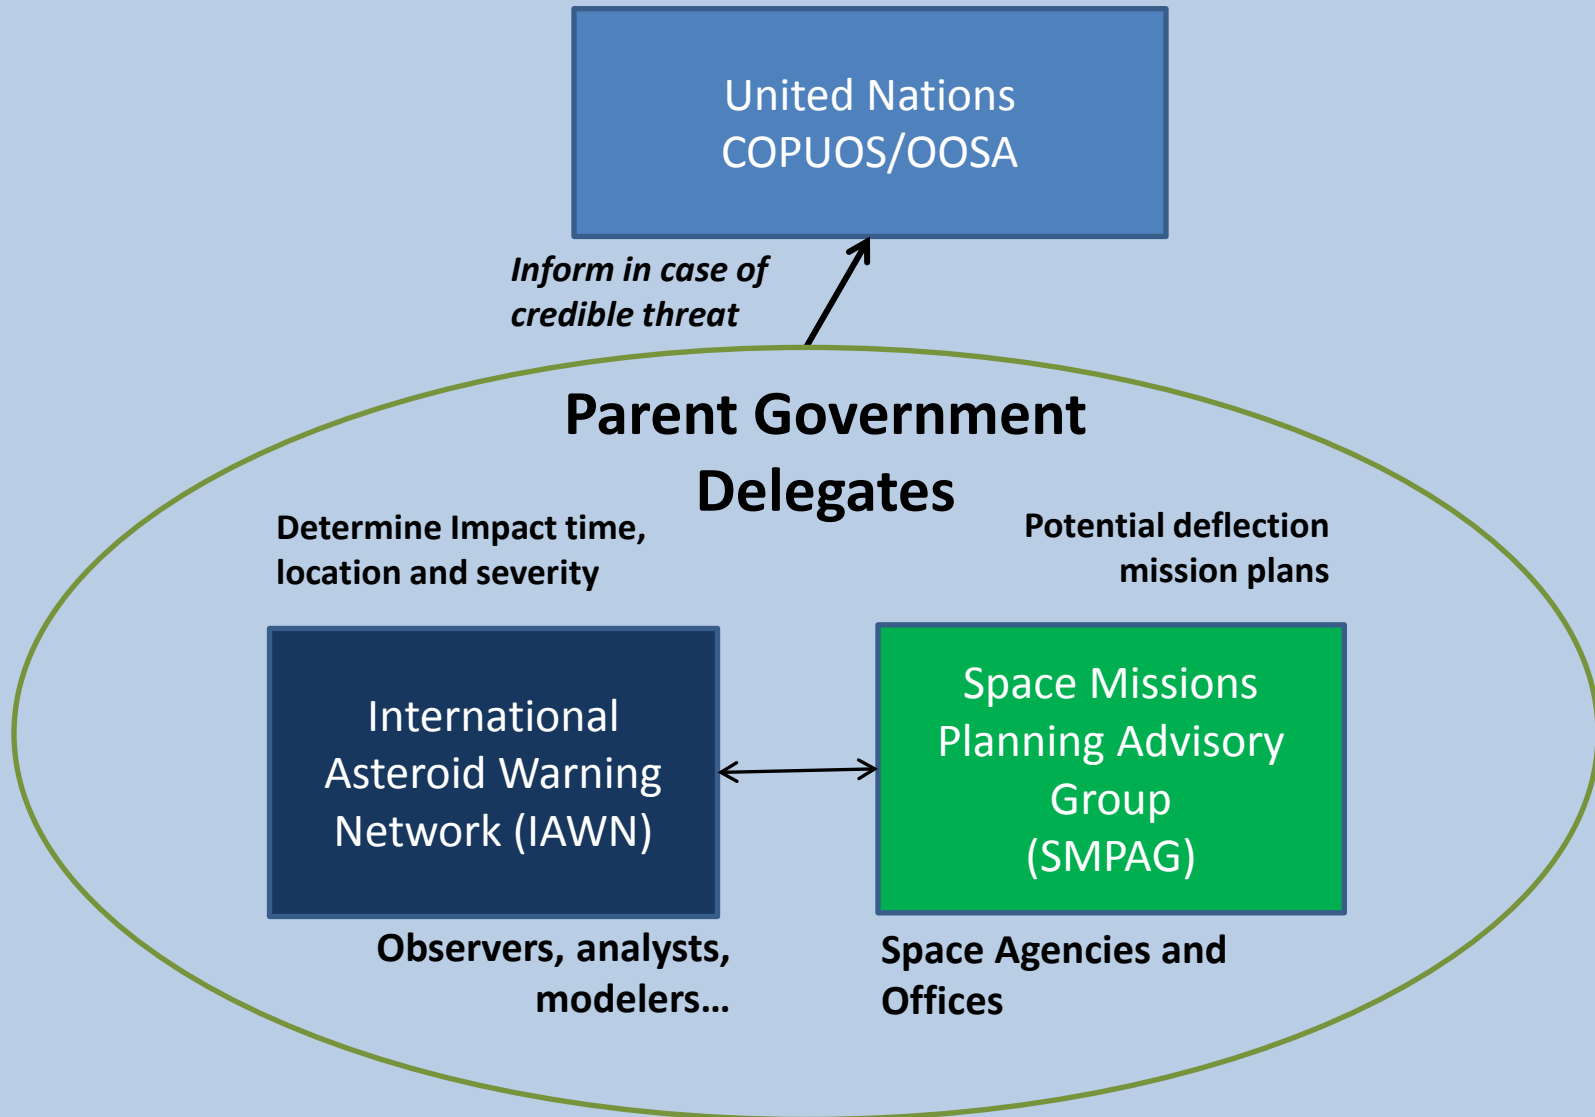 United Nations
COPUOS/OOSA
Inform in case of
credible threat
Parent Government
Delegates
Determine Impact time,
location and severity
Potential deflection
mission plans
International
Asteroid Warning
Network (IAWN)
Space Missions
Planning Advisory
Group
(SMPAG)
Observers, analysts,
modelers…
Space Agencies and
Offices